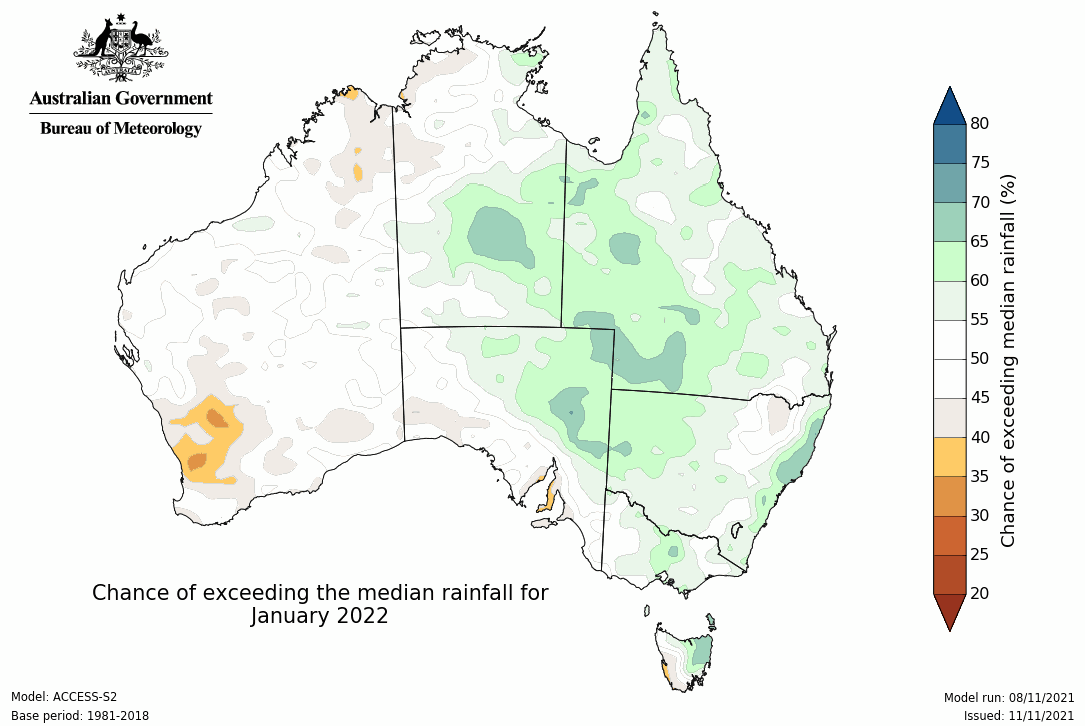 AUSTRALIA
Australian Government
Bureau of Meteorology
80
75
70
65
60
55
50
45
40
35
30
25
20
Chance of exceeding median rainfall (%)
Chance of exceeding the median rainfall for
January 2022
Model: ACCESS-S2
Base period: 1981-2018
Model run: 08/11/2021
Issued: 11/11/2021